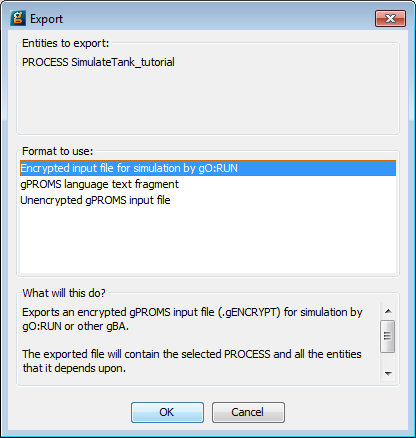 Export
Entities to export:
PROCESS SimulateTank_tutorial
Format to use:
Encrypted input file for simulation by gO:RUN
gPROMS language text fragment
Unencrypted gPROMS input file
What will this do?
Exports an encrypted gPROMS input file (.gENCRYPT) for simulation by
gO:RUN or other gBA.
The exported file will contain the selected PROCESS and all the entities
that it depends upon.
OK
Cancel